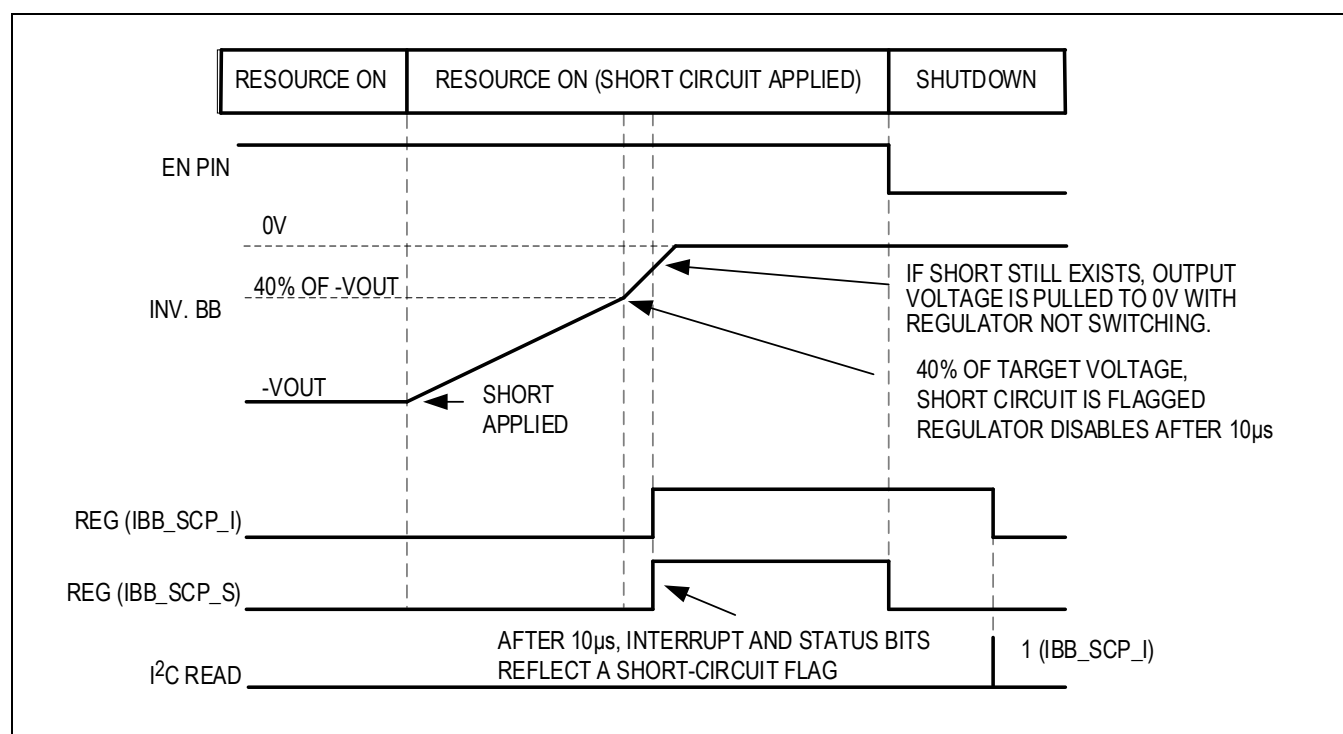 RESOURCE ON
RESOURCE ON (SHORT CIRCUIT APPLIED)
SHUTDOWN
EN PIN
0V
40% OF -VOUT
INV. BB
-VOUT
SHORT
APPLIED
IF SHORT STILL EXISTS, OUTPUT
VOLTAGE IS PULLED TO 0V WITH
REGULATOR NOT SWITCHING.
40% OF TARGET VOLTAGE,
SHORT CIRCUIT IS FLAGGED
REGULATOR DISABLES AFTER 10µs
REG (IBB_SCP_I)
REG (IBB_SCP_S)
AFTER 10µs, INTERRUPT AND STATUS BITS
REFLECT A SHORT-CIRCUIT FLAG
1 (IBB_SCP_I)
I²C READ